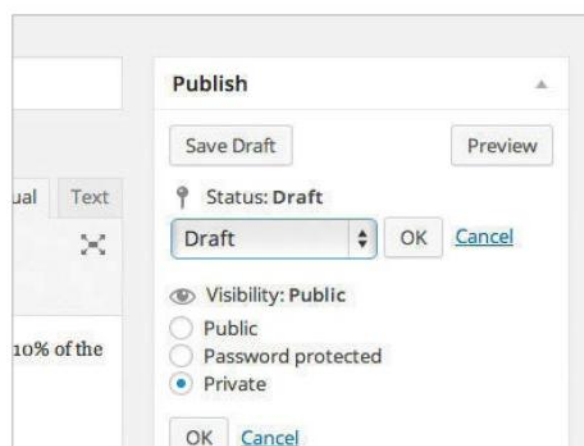 Publish
Save Draft Preview
ual Text
Status: Draft
Draft OK Cancel
Visibility: Public
Public
10% of the
Password protected
Private
OK Cancel